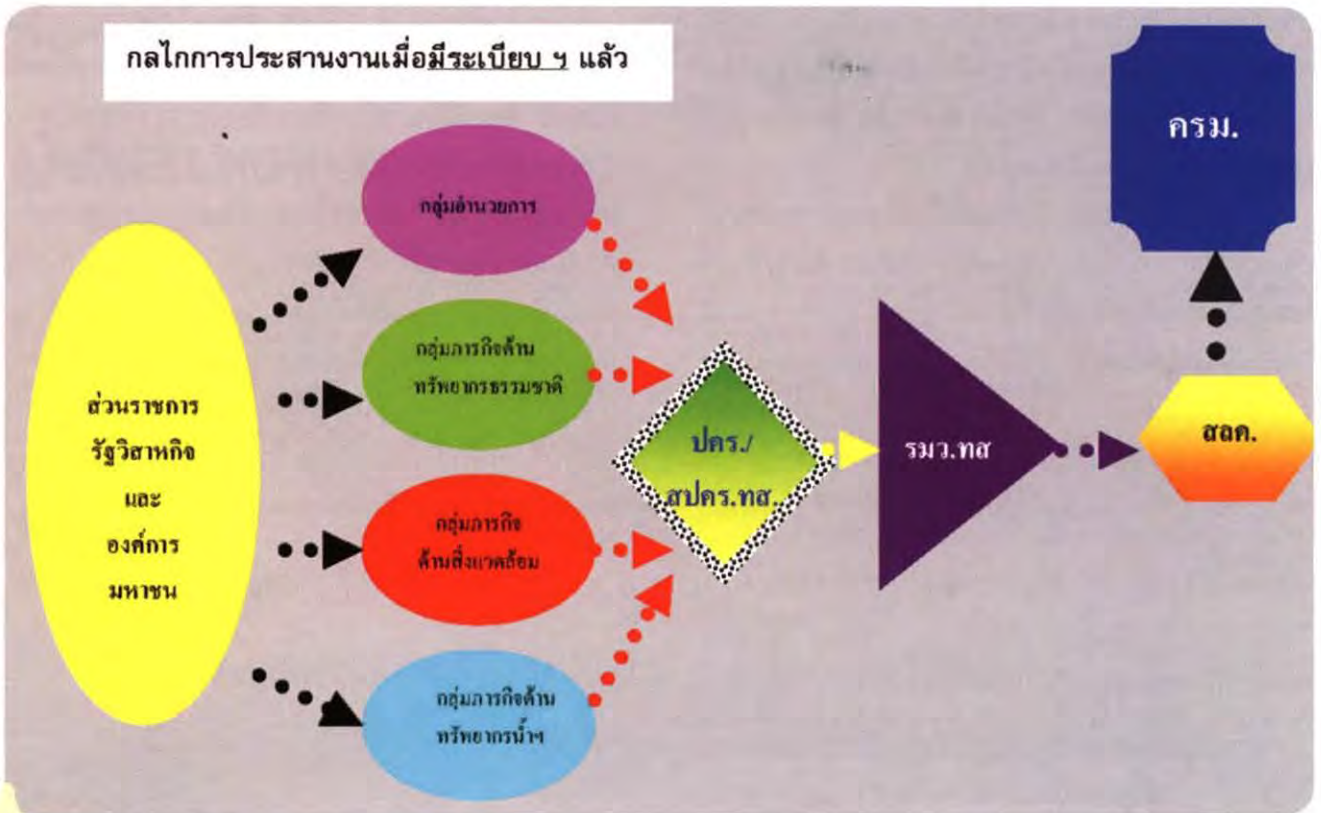 กลไกการประสานงานเมื่อมีระเบียบ ฯ แล้ว
ครม.
กลุ่มอำนวยการ
กลุ่มภารกิจด้าน
ทรัพยากรธรรมชาติ
ส่วนราชการ
รัฐวิสาหกิจ
และ
องค์การ
มหาชน
ปคร./
สปคร.ทส..
รมว.ทส
สลค.
กลุ่มภารกิจ
ด้านสิ่งแวดล้อม
กลุ่มภารกิจด้าน
ทรัพยากรน้ำฯ